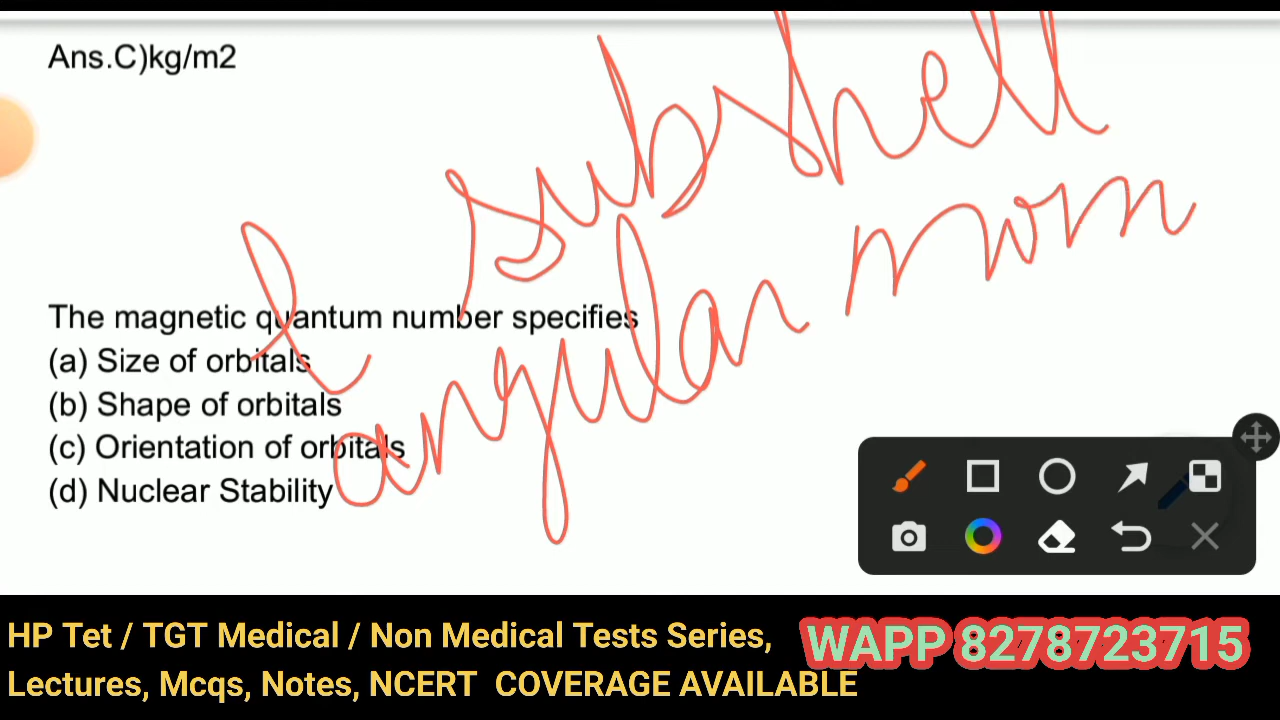 Ans.C)kg/m2
subshell
l
angular mom
The magnetic quantum number specifies
(a) Size of orbitals
(b) Shape of orbitals
(c) Orientation of orbitals
(d) Nuclear Stability
HP Tet / TGT Medical / Non Medical Tests Series,
WAPP 8278723715
Lectures, Mcqs, Notes, NCERT COVERAGE AVAILABLE